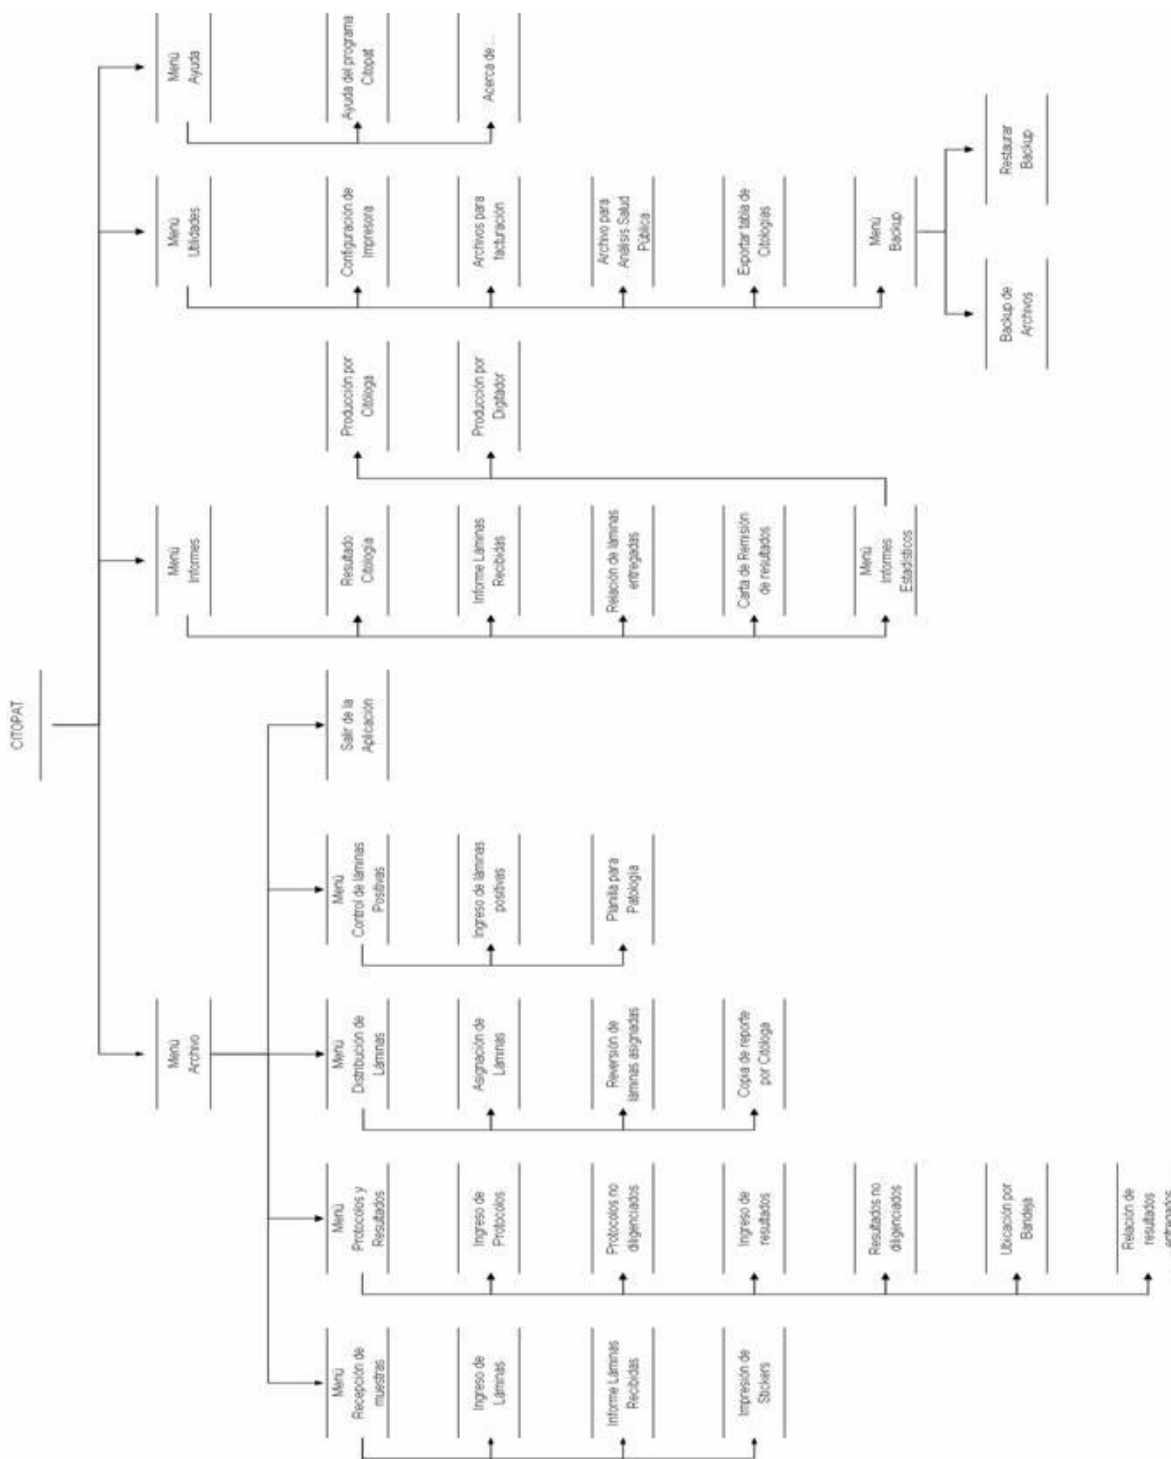 CITOPAT
Menú
Archivo
Menú
Informes
Menú
Utilidades
Menú
Ayuda
Menú
Recepción de
muestras
Ingreso de
Láminas
Informe Láminas
Recibidas
Impresión de
Stickers
Menú
Protocolos y
Resultados
Ingreso de
Protocolos
Protocolos no
diligenciados
Ingreso de
resultados
Resultados no
diligenciados
Ubicación por
Bandeja
Relación de
resultados
entregados
Menú
Distribución de
Láminas
Asignación de
Láminas
Reversión de
láminas asignadas
Copia de reporte
por Citóloga
Menú
Control de láminas
Positivas
Ingreso de láminas
positivas
Planilla para
Patología
Salir de la
Aplicación
Resultado
Citología
Informe Láminas
Recibidas
Relación de láminas
entregadas
Carta de Remisión
de resultados
Menú
Informes
Estadísticos
Producción por
Citóloga
Producción por
Digitador
Configuración de
Impresora
Archivos para
facturación
Archivo para
Análisis Salud
Pública
Exportar tabla de
Citologías
Menú
Backup
Backup de
Archivos
Restaurar
Backup
Ayuda del programa
Citopat
Acerca de ...